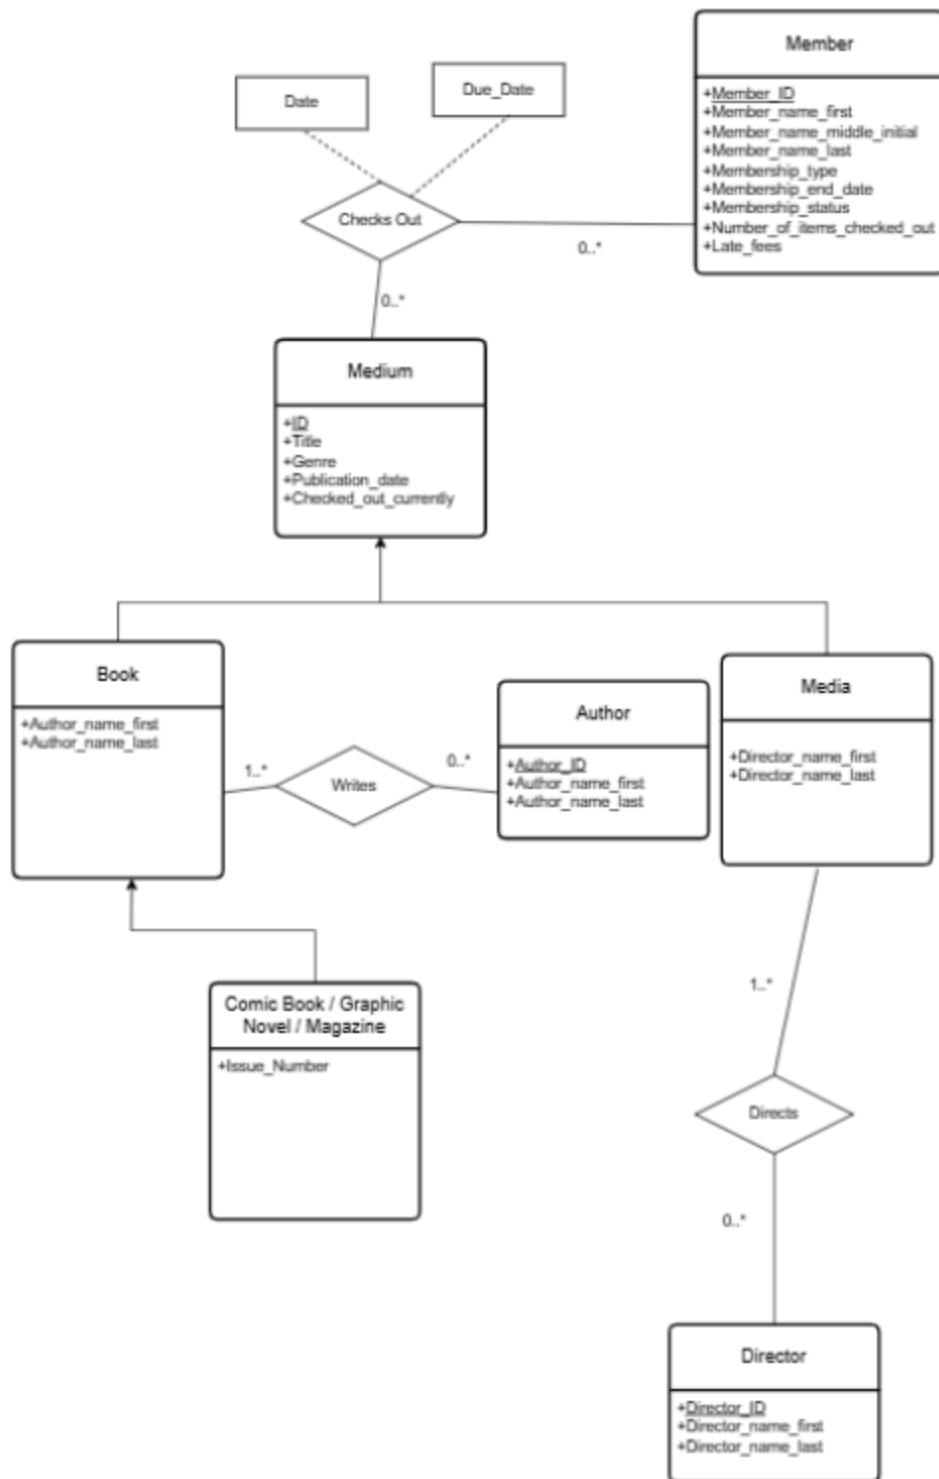 Member
+Member_ID
+Member_name_first
+Member_name_middle_initial
+Member_name_last
+Membership_type
+Membership_end_date
+Membership_status
+Number_of_items_checked_out
+Late_fees
Date
Due_Date
Checks Out
0..*
0..*
Medium
+ID
+Title
+Genre
+Publication_date
+Checked_out_currently
Book
+Author_name_first
+Author_name_last
1..*
Writes
0..*
Author
+Author_ID
+Author_name_first
+Author_name_last
Media
+Director_name_first
+Director_name_last
Comic Book / Graphic
Novel / Magazine
+Issue_Number
1..*
Directs
0..*
Director
+Director_ID
+Director_name_first
+Director_name_last